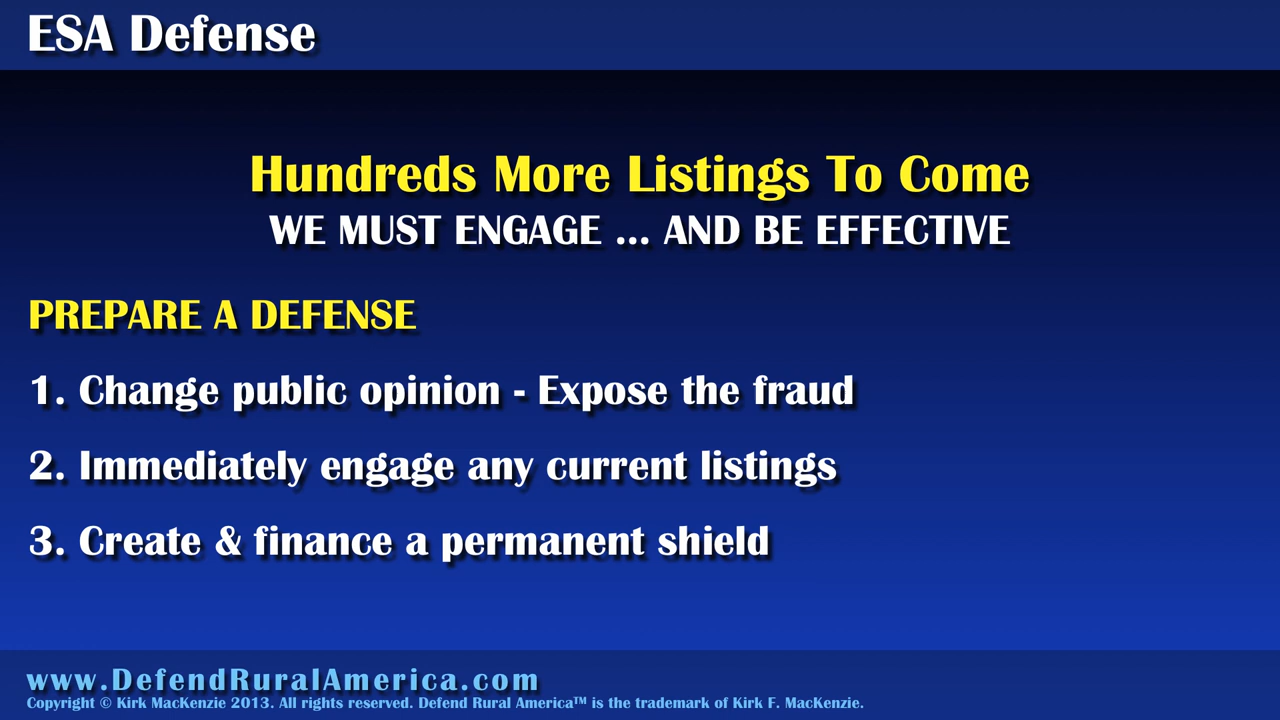 ESA Defense
Hundreds More Listings To Come
WE MUST ENGAGE ... AND BE EFFECTIVE
PREPARE A DEFENSE
1. Change public opinion - Expose the fraud
2. Immediately engage any current listings
3. Create & finance a permanent shield
www.DefendRuralAmerica.com
Copyright © Kirk MacKenzie 2013. All rights reserved. Defend Rural America™ is the trademark of Kirk F. MacKenzie.